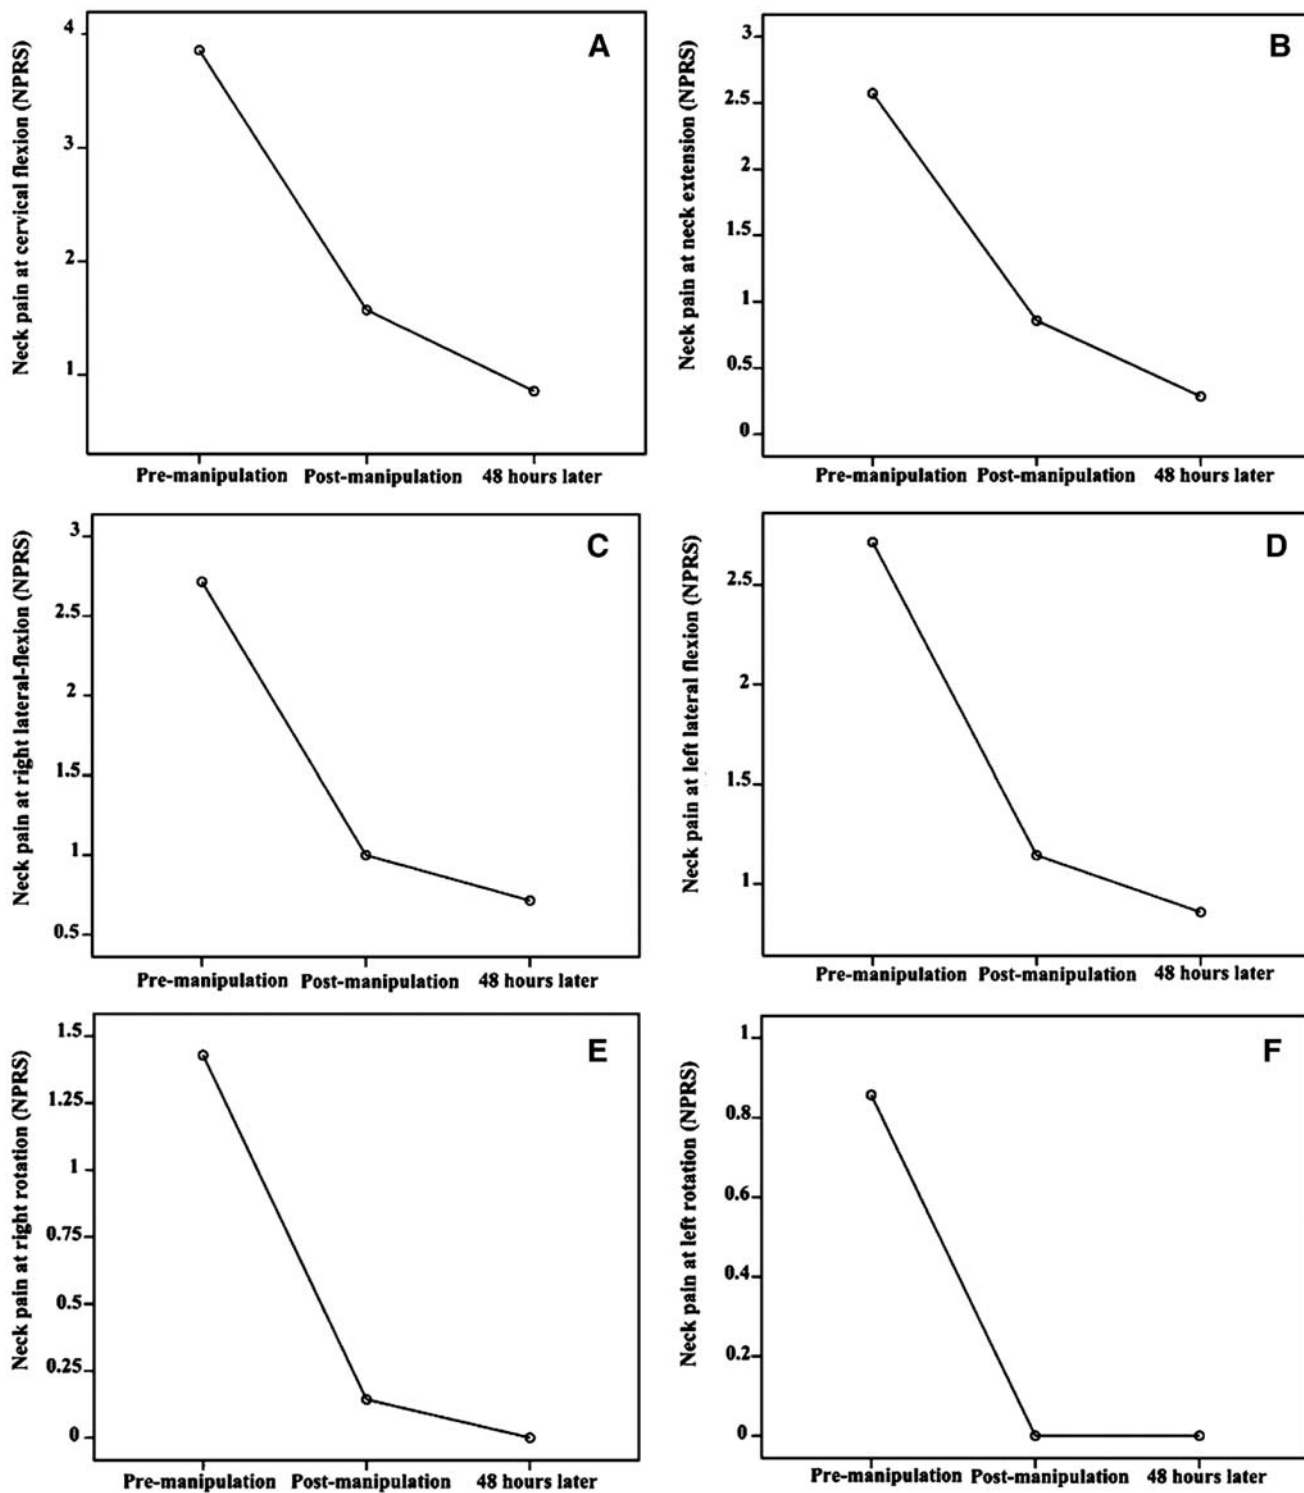 A
Neck pain at cervical flexion (NPRS)
4
3
2
1
Pre-manipulation Post-manipulation 48 hours later
B
Neck pain at neck extension (NPRS)
3
2.5
2
1.5
1
0.5
0
Pre-manipulation Post-manipulation 48 hours later
C
Neck pain at right lateral-flexion (NPRS)
3
2.5
2
1.5
1
0.5
Pre-manipulation Post-manipulation 48 hours later
D
Neck pain at left lateral flexion (NPRS)
2.5
2
1.5
1
Pre-manipulation Post-manipulation 48 hours later
E
Neck pain at right rotation (NPRS)
1.5
1.25
1
0.75
0.5
0.25
0
Pre-manipulation Post-manipulation 48 hours later
F
Neck pain at left rotation (NPRS)
1
0.8
0.6
0.4
0.2
0
Pre-manipulation Post-manipulation 48 hours later